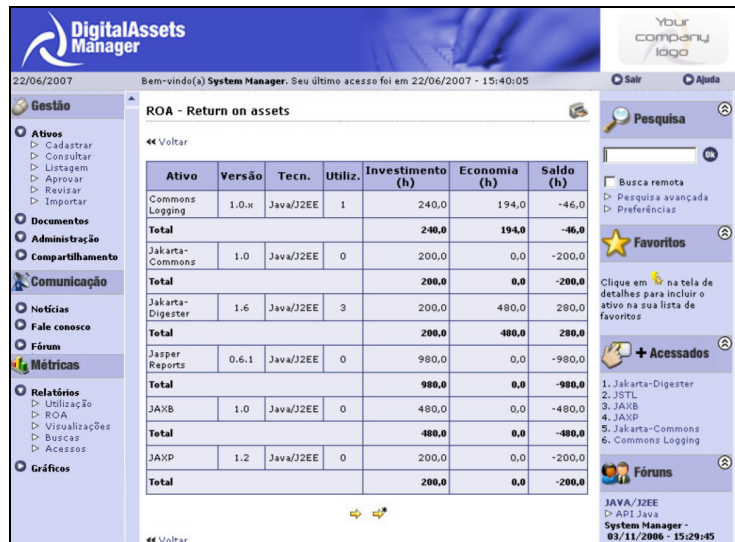 DigitalAssets
Manager
Your
company
logo
22/06/2007
Bem-vindo(a) System Manager. Seu último acesso foi em 22/06/2007 - 15:40:05
Sair
Ajuda
Gestão
Ativos
Cadastrar
Consultar
Listagem
Aprovar
Revisar
Importar
Documentos
Administração
Compartilhamento
Comunicação
Notícias
Fale conosco
Fórum
Métricas
Relatórios
Utilização
ROA
Visualizações
Buscas
Acessos
Gráficos
ROA - Return on assets
Voltar
Ativo Versão Tecn. Utiliz. Investimento (h) Economia (h) Saldo (h)
Commons Logging 1.0.x Java/J2EE 1 240,0 194,0 -46,0
Total 240,0 194,0 -46,0
Jakarta-Commons 1.0 Java/J2EE 0 200,0 0,0 -200,0
Total 200,0 0,0 -200,0
Jakarta-Digester 1.6 Java/J2EE 3 200,0 480,0 280,0
Total 200,0 480,0 280,0
Jasper Reports 0.6.1 Java/J2EE 0 980,0 0,0 -980,0
Total 980,0 0,0 -980,0
JAXB 1.0 Java/J2EE 0 480,0 0,0 -480,0
Total 480,0 0,0 -480,0
JAXP 1.2 Java/J2EE 0 200,0 0,0 -200,0
Total 200,0 0,0 -200,0
Voltar
Pesquisa
Ok
Busca remota
Pesquisa avançada
Preferências
Favoritos
Clique em na tela de
detalhes para incluir o
ativo na sua lista de
favoritos
+ Acessados
1. Jakarta-Digester
2. JSTL
3. JAXB
4. JAXP
5. Jakarta-Commons
6. Commons Logging
Fóruns
JAVA/J2EE
API Java
System Manager -
03/11/2006 - 15:29:45